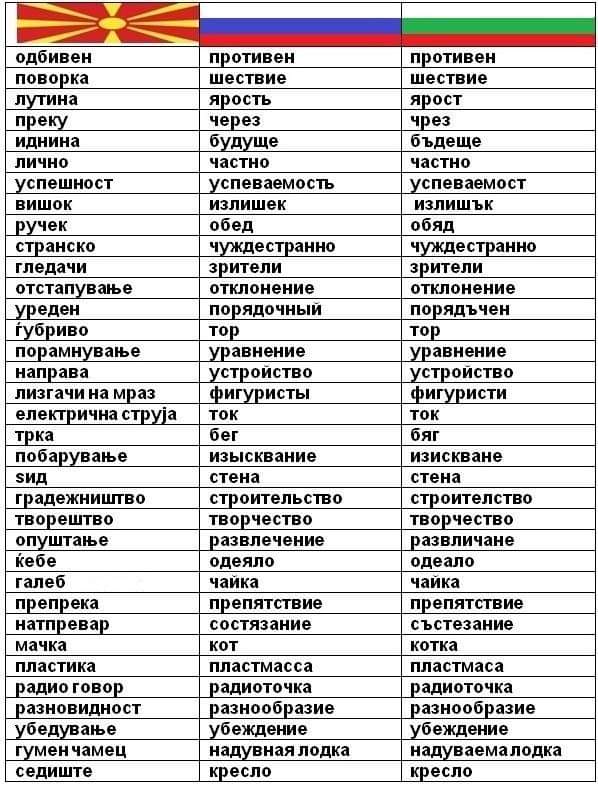 одбивен противен противен
поворка шествие шествие
лутина ярость ярост
преку через чрез
иднина будуще бъдеще
лично частно частно
успешност успеваемость успеваемост
вишок излишек излишък
ручек обед обяд
странско чуждестранно чуждестранно
гледачи зрители зрители
отстапување отклонение отклонение
уреден порядочный порядъчен
ѓубриво тор тор
порамнување уравнение уравнение
направа устройство устройство
лизгачи на мраз фигуристы фигуристи
електрична струја ток ток
трка бег бяг
побарување изысквание изискване
ѕид стена стена
градежништво строительство строителство
творештво творчество творчество
опуштање развлечение развличане
ќебе одеяло одеало
галеб чайка чайка
препрека препятствие препятствие
натпревар состязание състезание
мачка кот котка
пластика пластмасса пластмаса
радио говор радиоточка радиоточка
разновидност разнообразие разнообразие
убедување убеждение убеждение
гумен чамец надувная лодка надуваема лодка
седиште кресло кресло